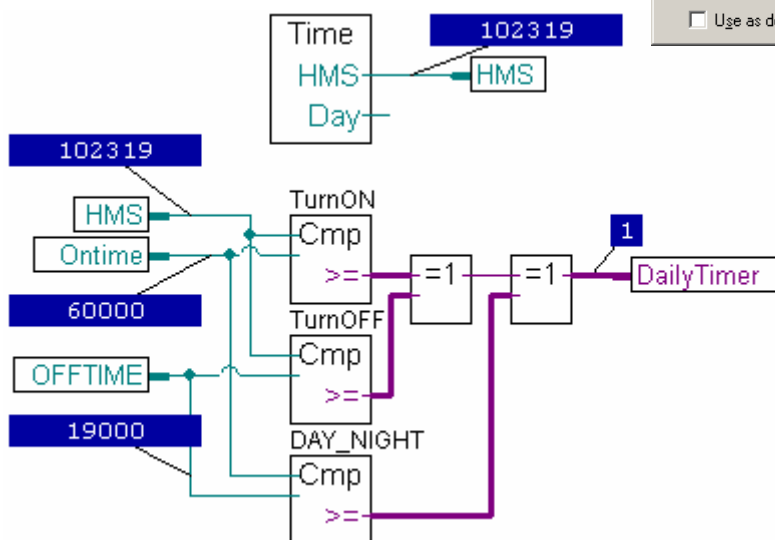 Use as d
Time
102319
HMS
HMS
Day
102319
TurnON
HMS
Cmp
Ontime
>=
=1
=1
1
DailyTimer
60000
TurnOFF
Cmp
OFFTIME
>=
19000
DAY_NIGHT
Cmp
>=